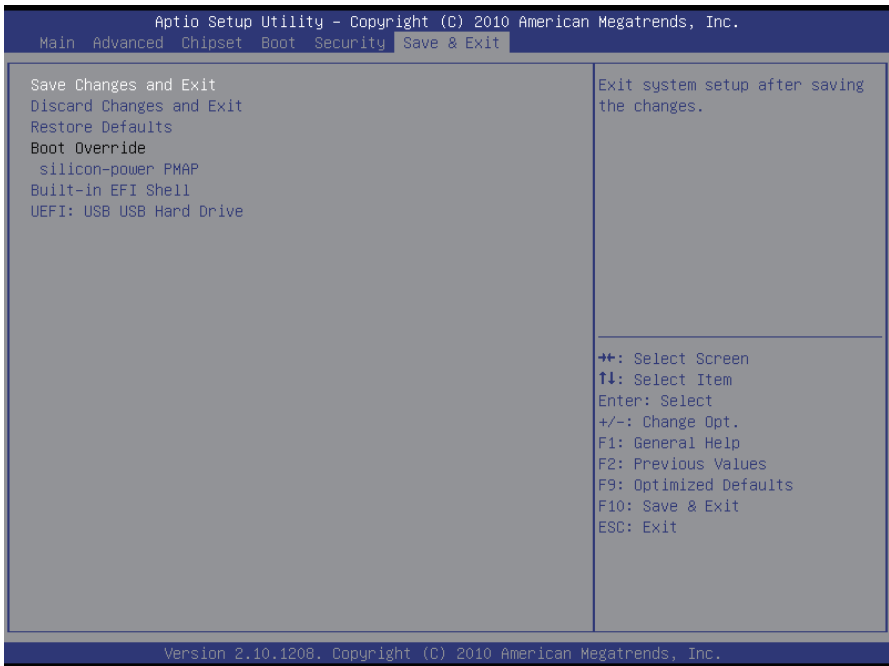 Aptio Setup Utility – Copyright (C) 2010 American Megatrends, Inc.
Main Advanced Chipset Boot Security Save & Exit
Save Changes and Exit
Discard Changes and Exit
Restore Defaults
Boot Override
silicon-power PMAP
Built-in EFI Shell
UEFI: USB USB Hard Drive
Exit system setup after saving
the changes.
→←: Select Screen
↑↓: Select Item
Enter: Select
+/-: Change Opt.
F1: General Help
F2: Previous Values
F9: Optimized Defaults
F10: Save & Exit
ESC: Exit
Version 2.10.1208. Copyright (C) 2010 American Megatrends, Inc.